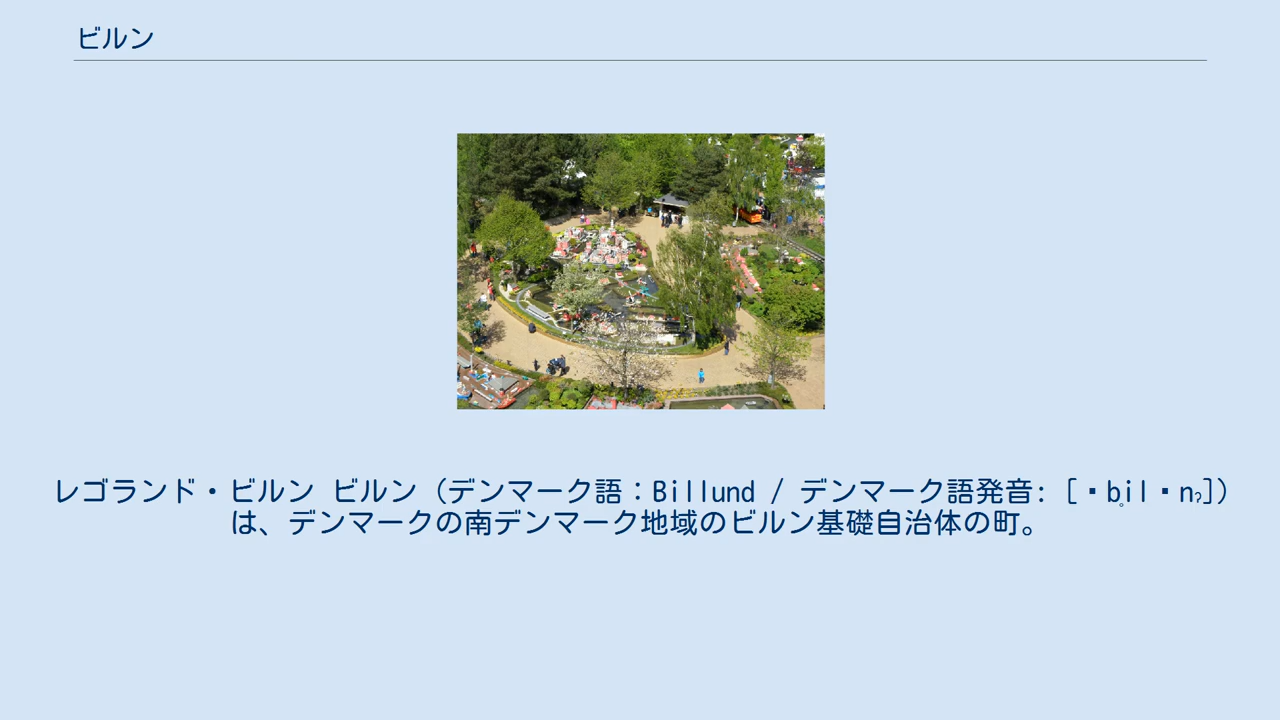 ビルン
レゴランド・ビルン ビルン（デンマーク語：Billund / デンマーク語発音: [▪b̥il▪nˀ]）
は、デンマークの南デンマーク地域のビルン基礎自治体の町。